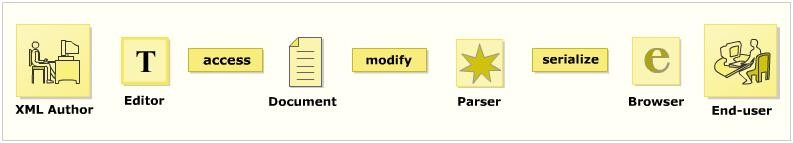 T
access
modify
serialize
e
XML Author
Editor
Document
Parser
Browser
End-user